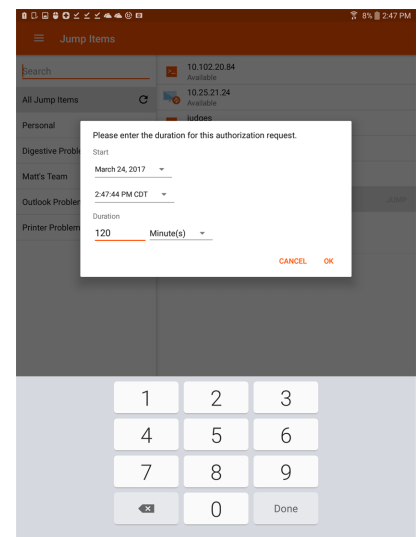 8% 2:47 PM
Jump Items
Search
10.102.20.84
Available
All Jump Items
10.25.21.24
Available
judges
Personal
Please enter the duration for this authorization request.
Digestive Proble
Start
March 24, 2017
Matt's Team
2:47:44 PM CDT
Outlook Problem
JUMP
Duration
Printer Problem
120 Minute(s)
CANCEL OK
1 2 3
4 5 6
7 8 9
0 Done